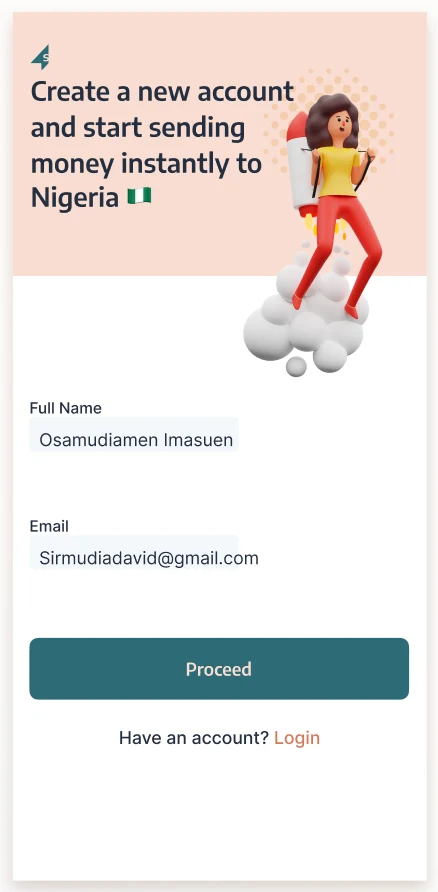 S
Create a new account
and start sending
money instantly to
Nigeria 🇳🇬
Full Name
Osamudiamen Imasuen
Email
Sirmudiadavid@gmail.com
Proceed
Have an account? Login